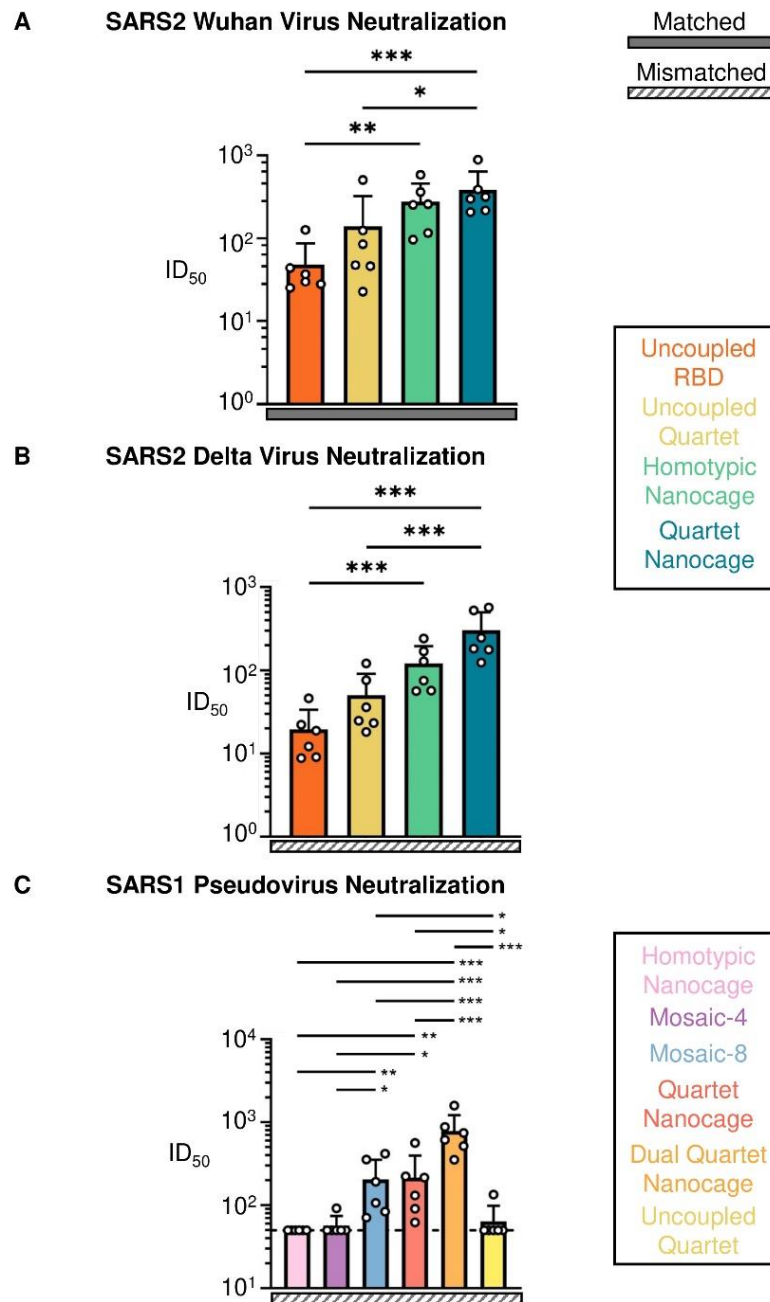 A SARS2 Wuhan Virus Neutralization
Matched
Mismatched
***
*
**
10³
10²
ID₅₀
10¹
10⁰
Uncoupled
RBD
Uncoupled
Quartet
Homotypic
Nanocage
Quartet
Nanocage
B SARS2 Delta Virus Neutralization
***
***
***
10³
10²
ID₅₀
10¹
10⁰
C SARS1 Pseudovirus Neutralization
*
*
***
***
***
***
***
**
*
**
*
10⁴
10³
ID₅₀
10²
10¹
Homotypic
Nanocage
Mosaic-4
Mosaic-8
Quartet
Nanocage
Dual Quartet
Nanocage
Uncoupled
Quartet